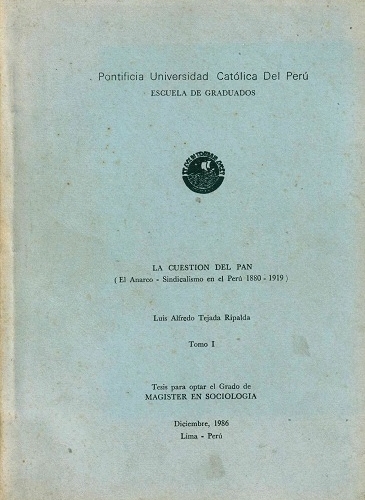 Pontificia Universidad Católica Del Perú
ESCUELA DE GRADUADOS
LA CUESTION DEL PAN
( El Anarco - Sindicalismo en el Perú 1880 - 1919 )
Luis Alfredo Tejada Ripalda
Tomo I
Tesis para optar el Grado de
MAGISTER EN SOCIOLOGIA
Diciembre, 1986
Lima - Perú